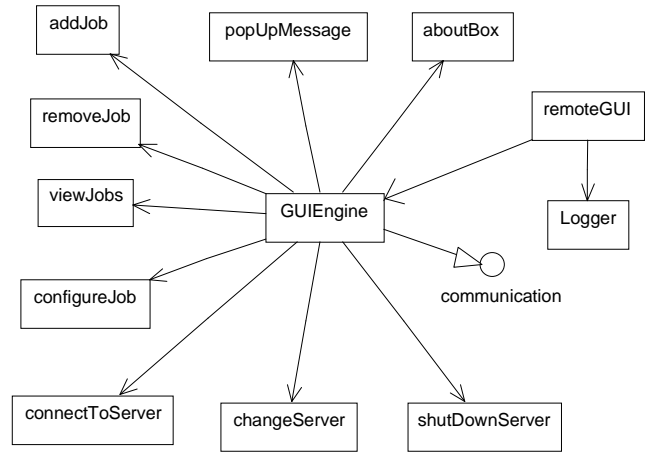 addJob
popUpMessage
aboutBox
removeJob
remoteGUI
viewJobs
GUIEngine
Logger
configureJob
communication
connectToServer
changeServer
shutDownServer